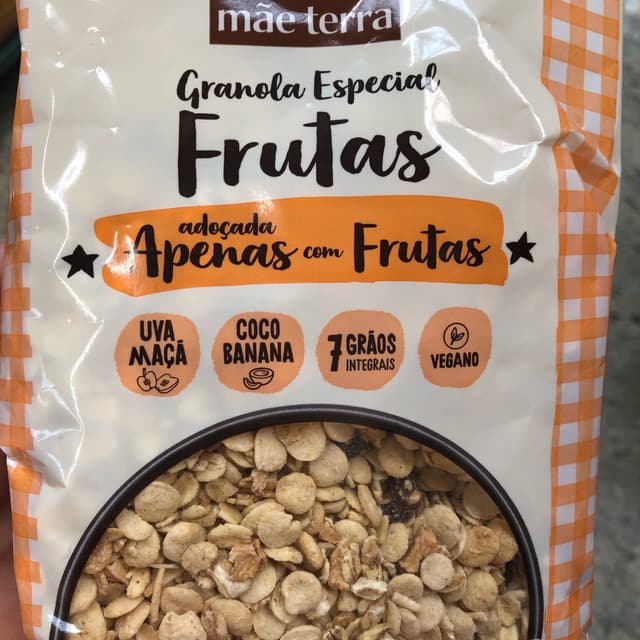 mãe terra
Granola Especial
Frutas
adoçada
Apenas com Frutas
UVA
MAÇÃ
COCO
BANANA
7 GRÃOS
INTEGRAIS
VEGANO